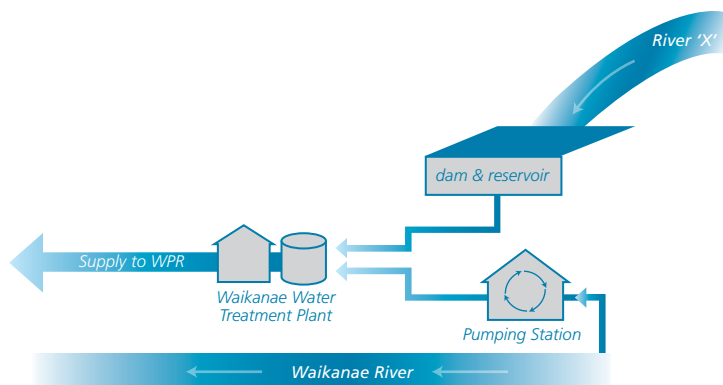 River ‘X’
dam & reservoir
Supply to WPR
Waikanae Water
Treatment Plant
Pumping Station
Waikanae River